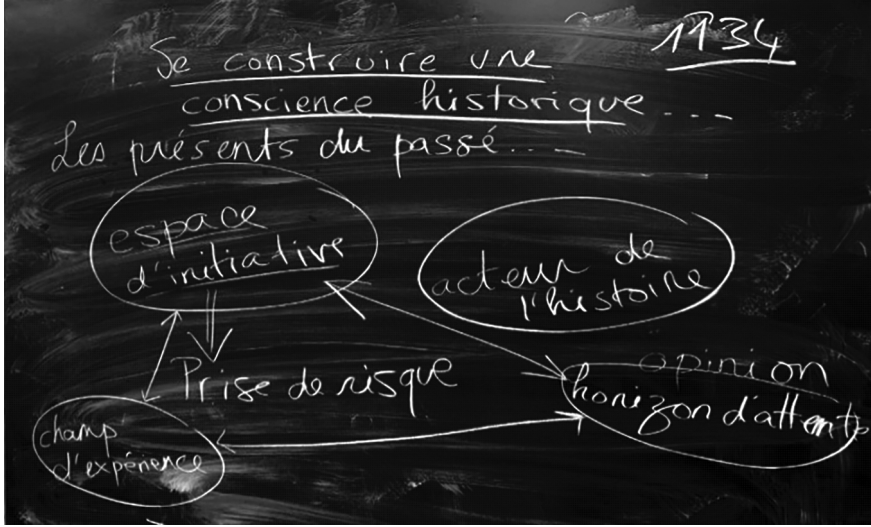 1134
Se construire une
conscience historique...
Les présents du passé...
espace
d'initiative
acteur de
l'histoire
Prise de risque
opinion
horizon d'attente
champ
d'expérience